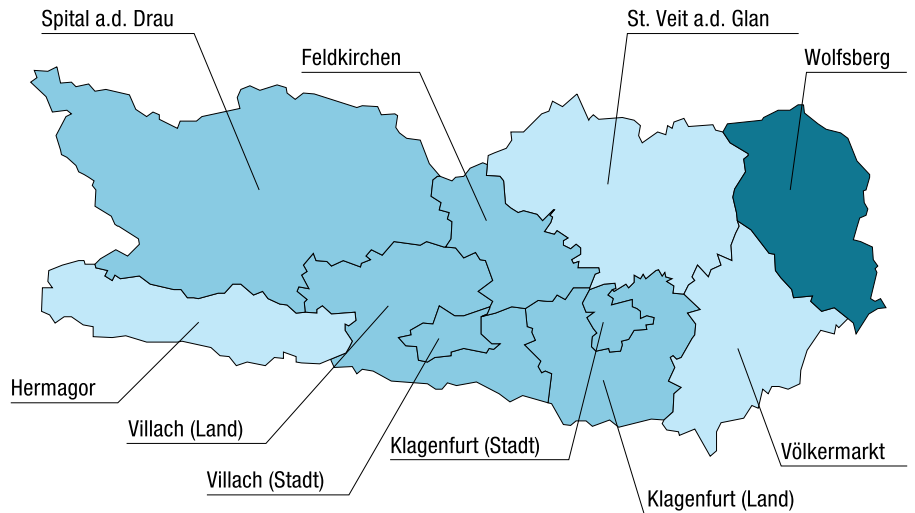 Spital a.d. Drau
St. Veit a.d. Glan
Feldkirchen
Wolfsberg
Hermagor
Villach (Land)
Klagenfurt (Stadt)
Völkermarkt
Villach (Stadt)
Klagenfurt (Land)